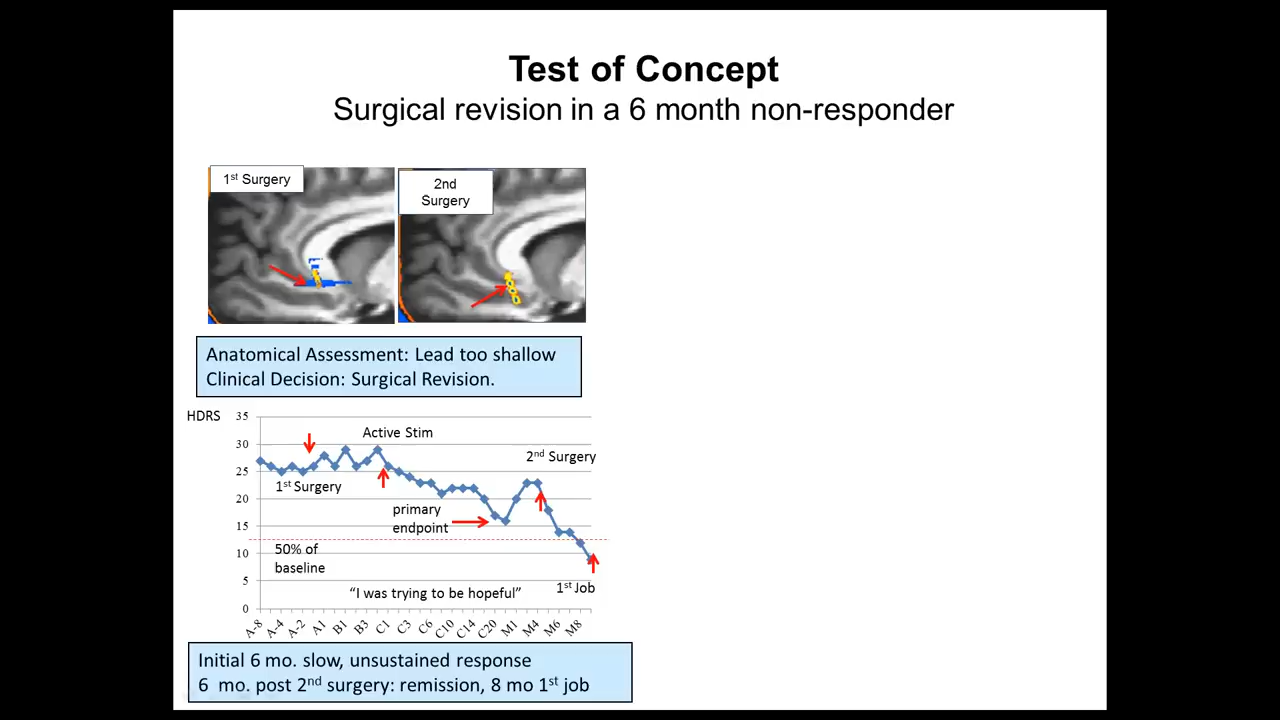 Test of Concept
Surgical revision in a 6 month non-responder
1st Surgery
2nd
Surgery
Anatomical Assessment: Lead too shallow
Clinical Decision: Surgical Revision.
HDRS
35
30
25
20
15
10
5
0
Active Stim
2nd Surgery
1st Surgery
primary
endpoint
50% of
baseline
1st Job
“I was trying to be hopeful”
A-8
A-4
A-2
A1
B1
B3
C1
C3
C6
C10
C14
C20
M1
M4
M6
M8
Initial 6 mo. slow, unsustained response
6 mo. post 2nd surgery: remission, 8 mo 1st job